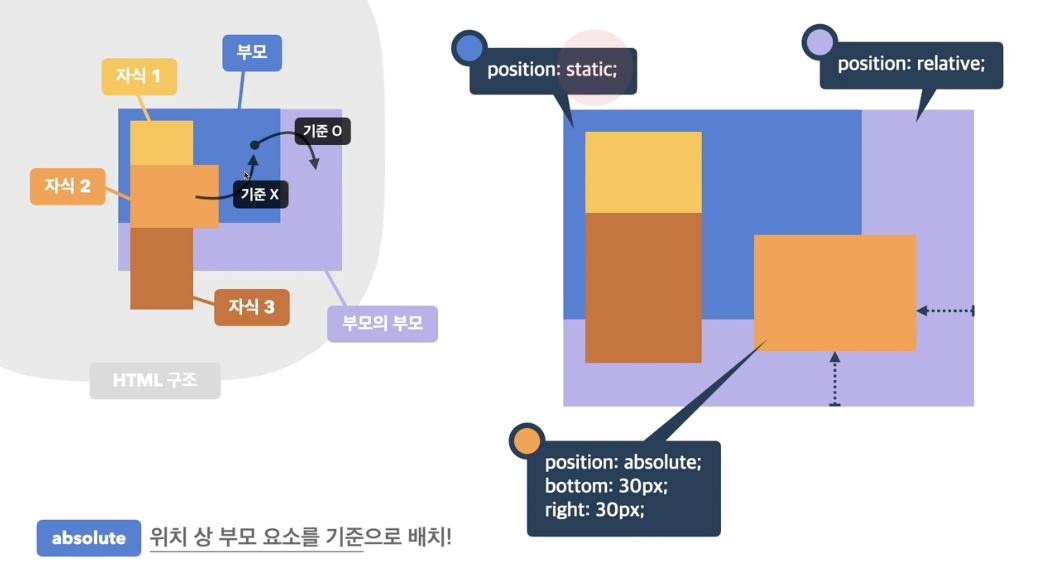 부모
자식 1
기준 O
자식 2
기준 X
자식 3
부모의 부모
HTML 구조
position: static;
position: relative;
position: absolute;
bottom: 30px;
right: 30px;
absolute 위치 상 부모 요소를 기준으로 배치!